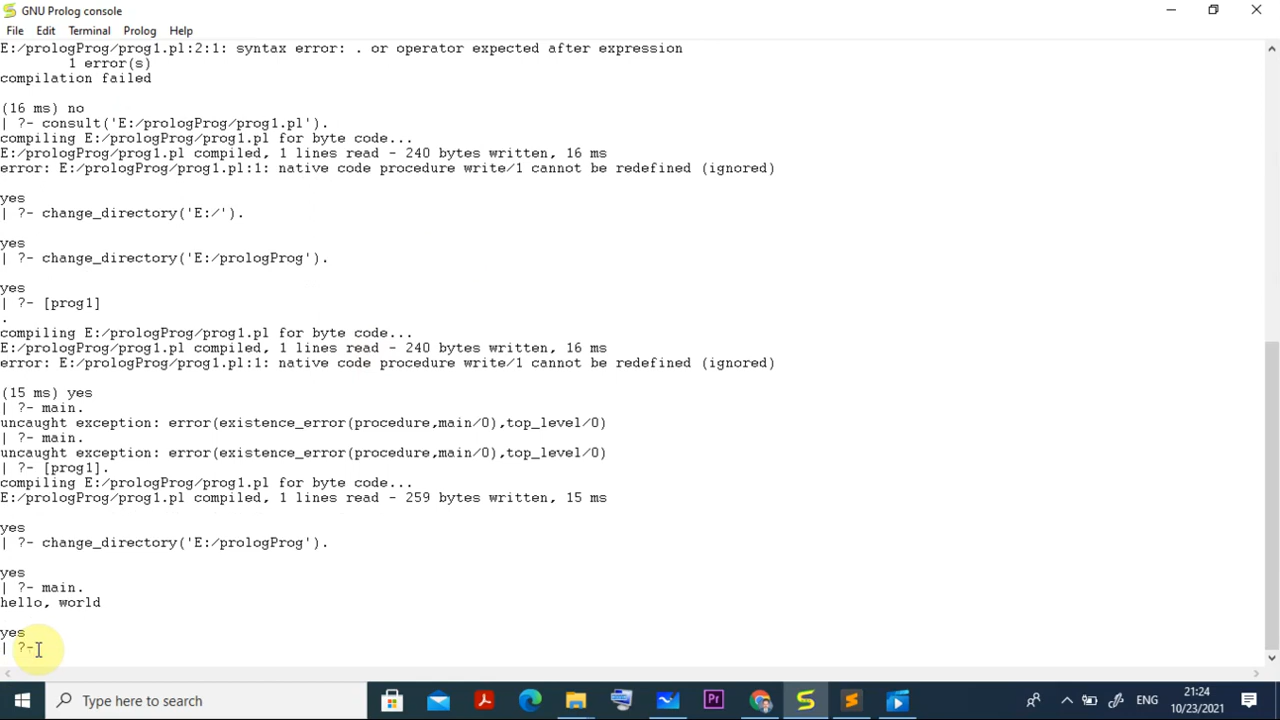 GNU Prolog console
File Edit Terminal Prolog Help
E:/prologProg/prog1.pl:2:1: syntax error: . or operator expected after expression
1 error(s)
compilation failed
(16 ms) no
| ?- consult('E:/prologProg/prog1.pl').
compiling E:/prologProg/prog1.pl for byte code...
E:/prologProg/prog1.pl compiled, 1 lines read - 240 bytes written, 16 ms
error: E:/prologProg/prog1.pl:1: native code procedure write/1 cannot be redefined (ignored)
yes
| ?- change_directory('E:/').
yes
| ?- change_directory('E:/prologProg').
yes
| ?- [prog1]
.
compiling E:/prologProg/prog1.pl for byte code...
E:/prologProg/prog1.pl compiled, 1 lines read - 240 bytes written, 16 ms
error: E:/prologProg/prog1.pl:1: native code procedure write/1 cannot be redefined (ignored)
(15 ms) yes
| ?- main.
uncaught exception: error(existence_error(procedure,main/0),top_level/0)
| ?- main.
uncaught exception: error(existence_error(procedure,main/0),top_level/0)
| ?- [prog1].
compiling E:/prologProg/prog1.pl for byte code...
E:/prologProg/prog1.pl compiled, 1 lines read - 259 bytes written, 15 ms
yes
| ?- change_directory('E:/prologProg').
yes
| ?- main.
hello, world
yes
| ?-
Type here to search
Pr
S
ENG
21:24
10/23/2021